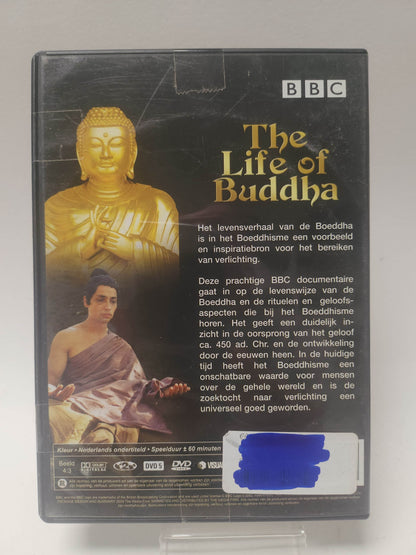 BBC
The
Life of
Buddha
Het levensverhaal van de Boeddha
is in het Boeddhisme een voorbeeld
en inspiratiebron voor het bereiken
van verlichting.
Deze prachtige BBC documentaire
gaat in op de levenswijze van de
Boeddha en de rituelen en geloofs-
aspecten die bij het Boeddhisme
horen. Het geeft een duidelijk in-
zicht in de oorsprong van het geloof
ca. 450 ad. Chr. en de ontwikkeling
door de eeuwen heen. In de huidige
tijd heeft het Boeddhisme een
onschatbare waarde voor mensen
over de gehele wereld en is de
zoektocht naar verlichting een
universeel goed geworden.
Kleur • Nederlands ondertiteld • Speelduur ± 60 minuten
Beeld
4:3
DOLBY
DIGITAL
2
DVD 5
DVD
VISUAL